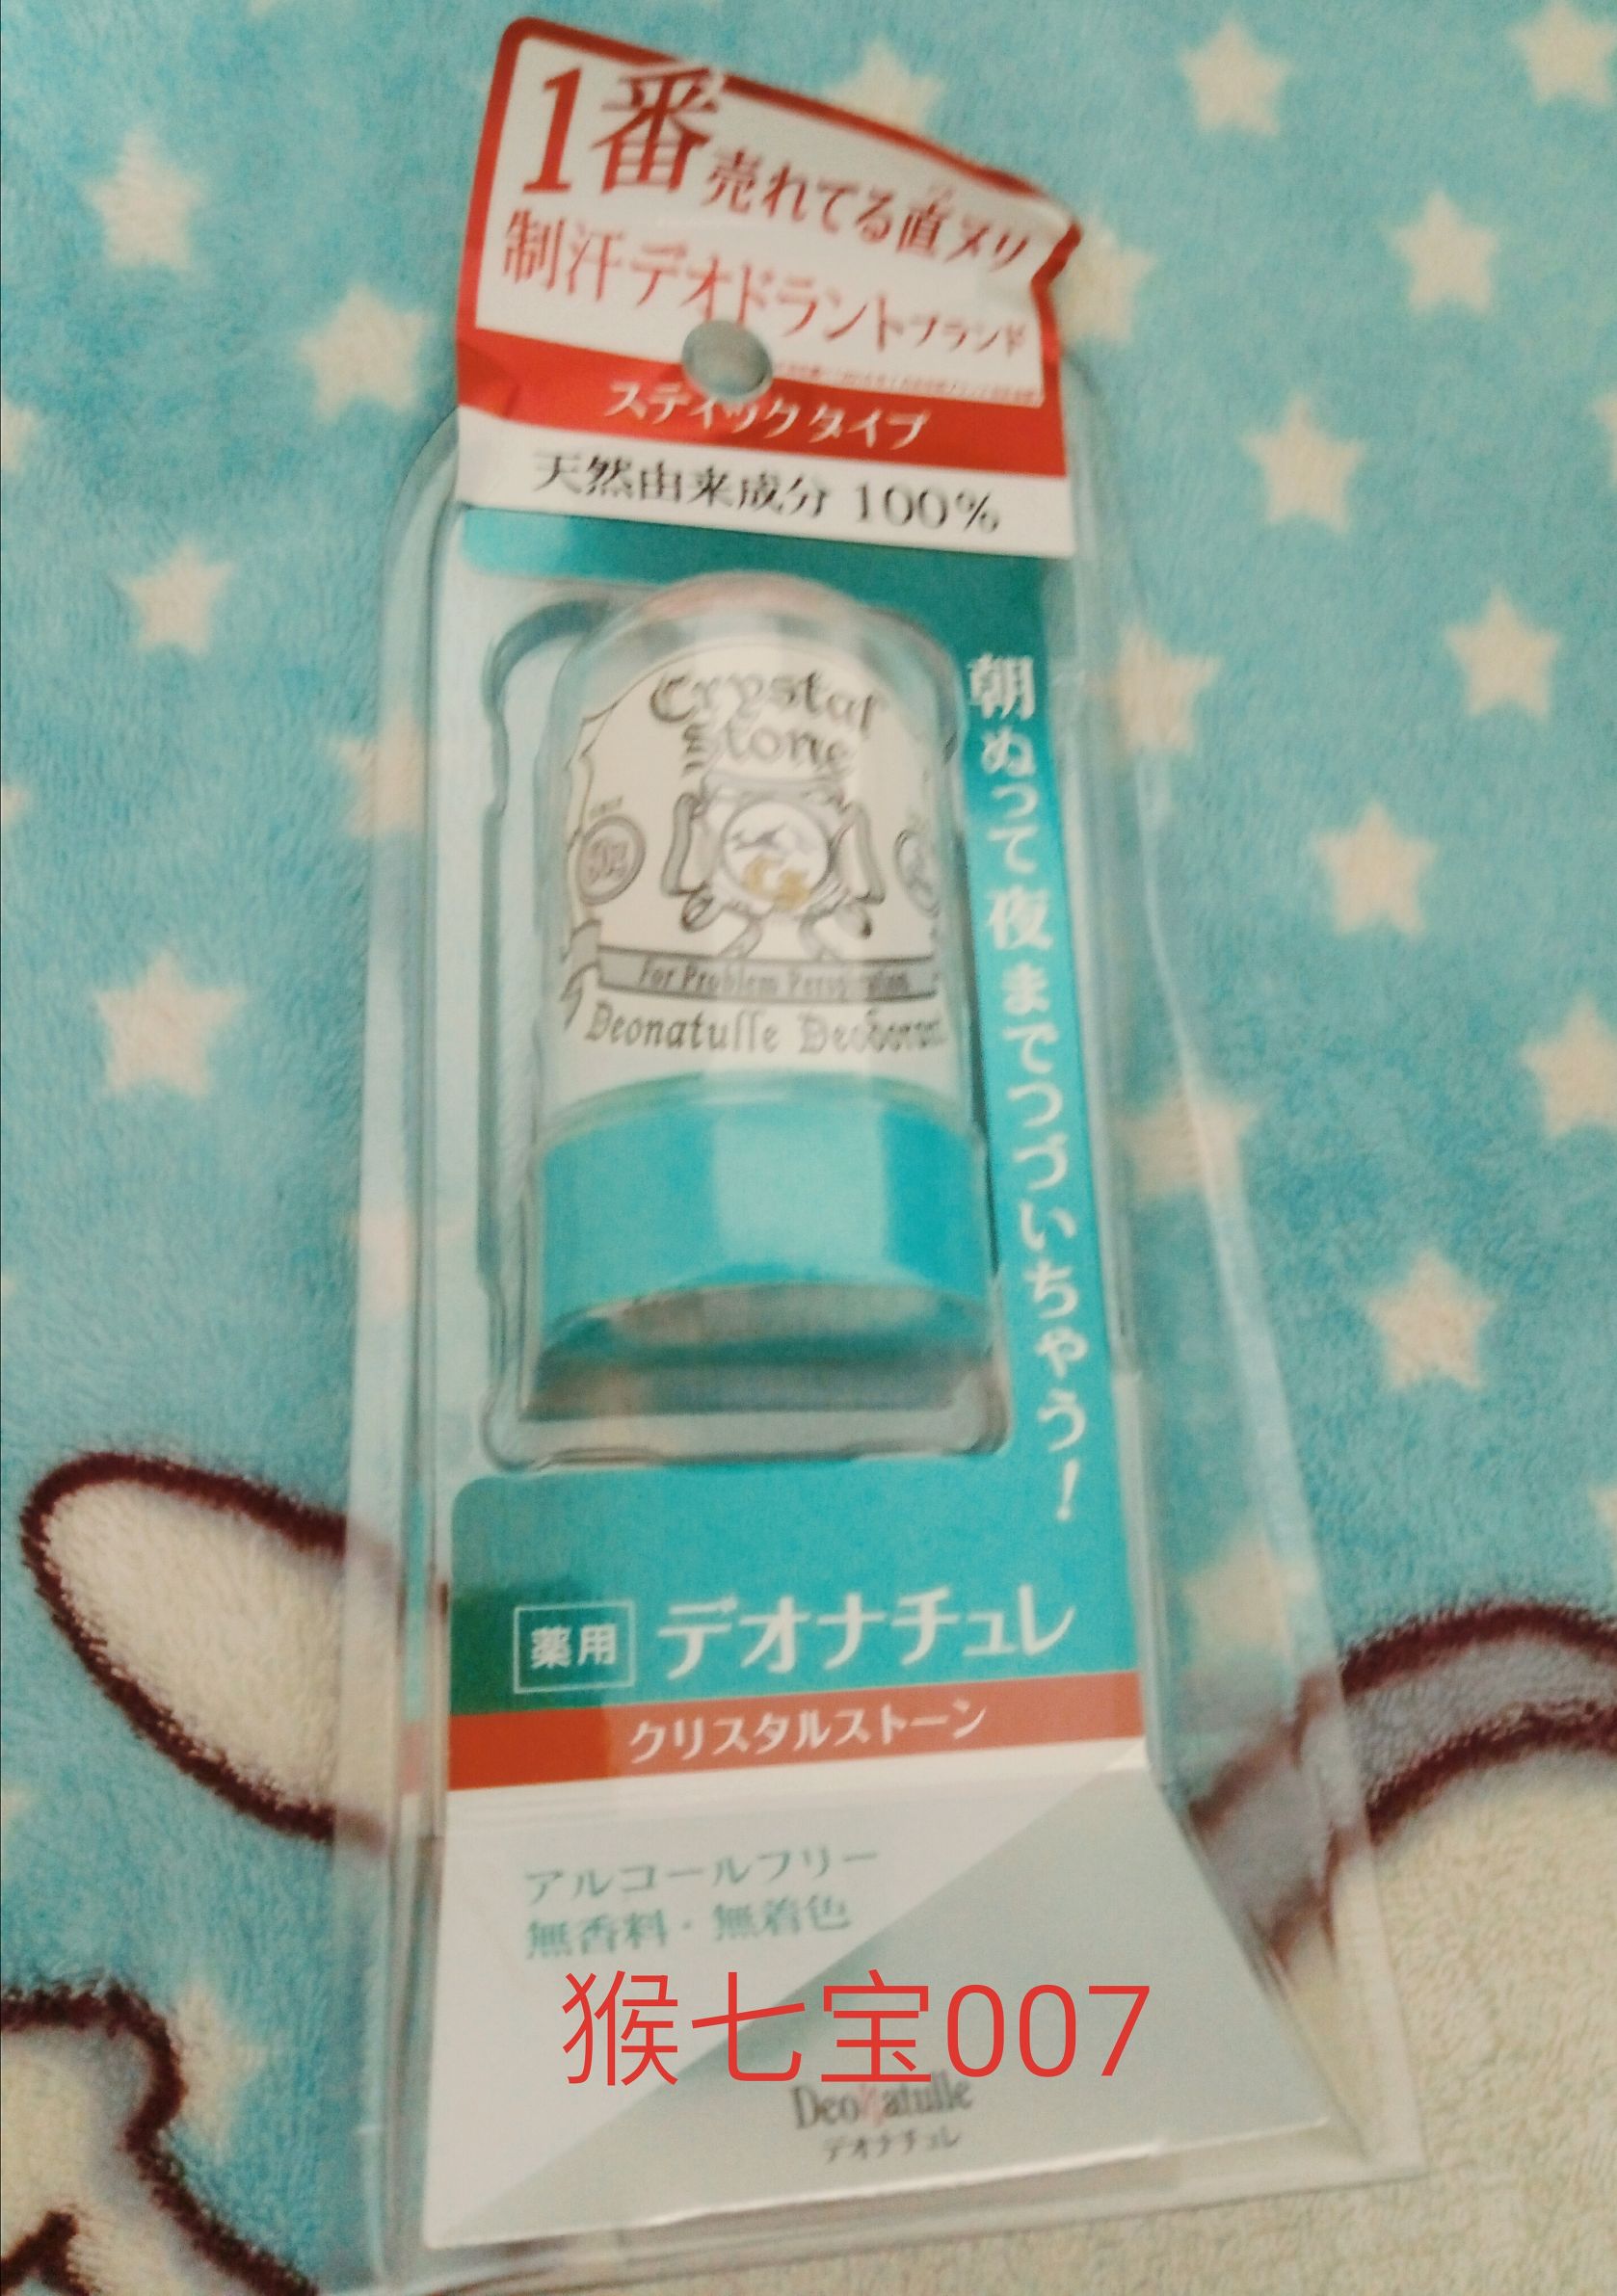 1番売れてる直ヌリ
制汗デオドラントブランド
スティックタイプ
天然由来成分 100%
朝ぬって夜までつづいちゃう!
Crystal
Stone
For Problem Perspiration
Deonatulle Deodorant
薬用 デオナチュレ
クリスタルストーン
アルコールフリー
無香料・無着色
猴七宝007
DeoNatulle
デオナチュレ